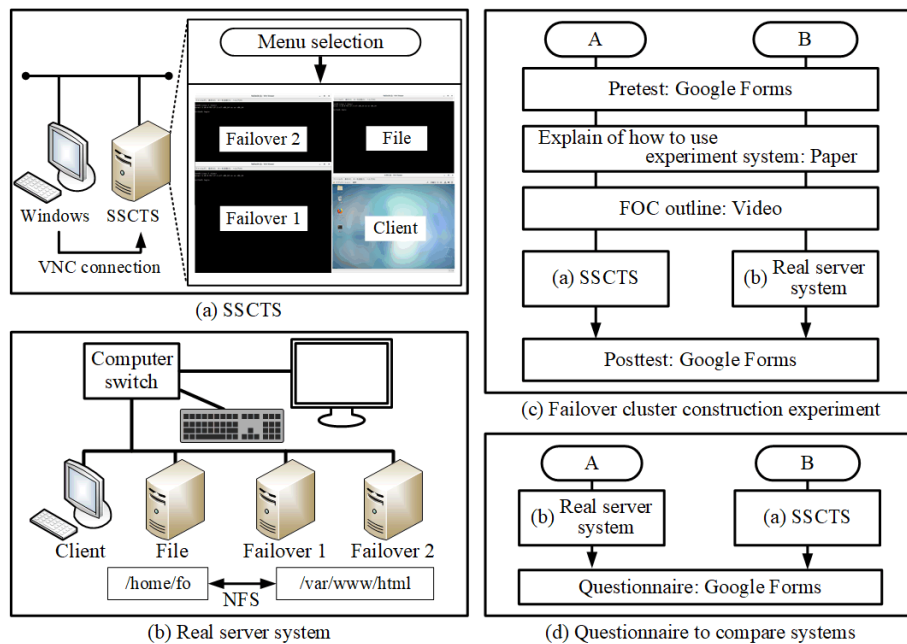 Menu selection
Failover 2
File
Failover 1
Client
Windows
SSCTS
VNC connection
(a) SSCTS
Computer
switch
Client
File
Failover 1
Failover 2
/home/fo
NFS
/var/www/html
(b) Real server system
A
B
Pretest: Google Forms
Explain of how to use
experiment system: Paper
FOC outline: Video
(a) SSCTS
(b) Real server
system
Posttest: Google Forms
(c) Failover cluster construction experiment
A
B
(b) Real server
system
(a) SSCTS
Questionnaire: Google Forms
(d) Questionnaire to compare systems